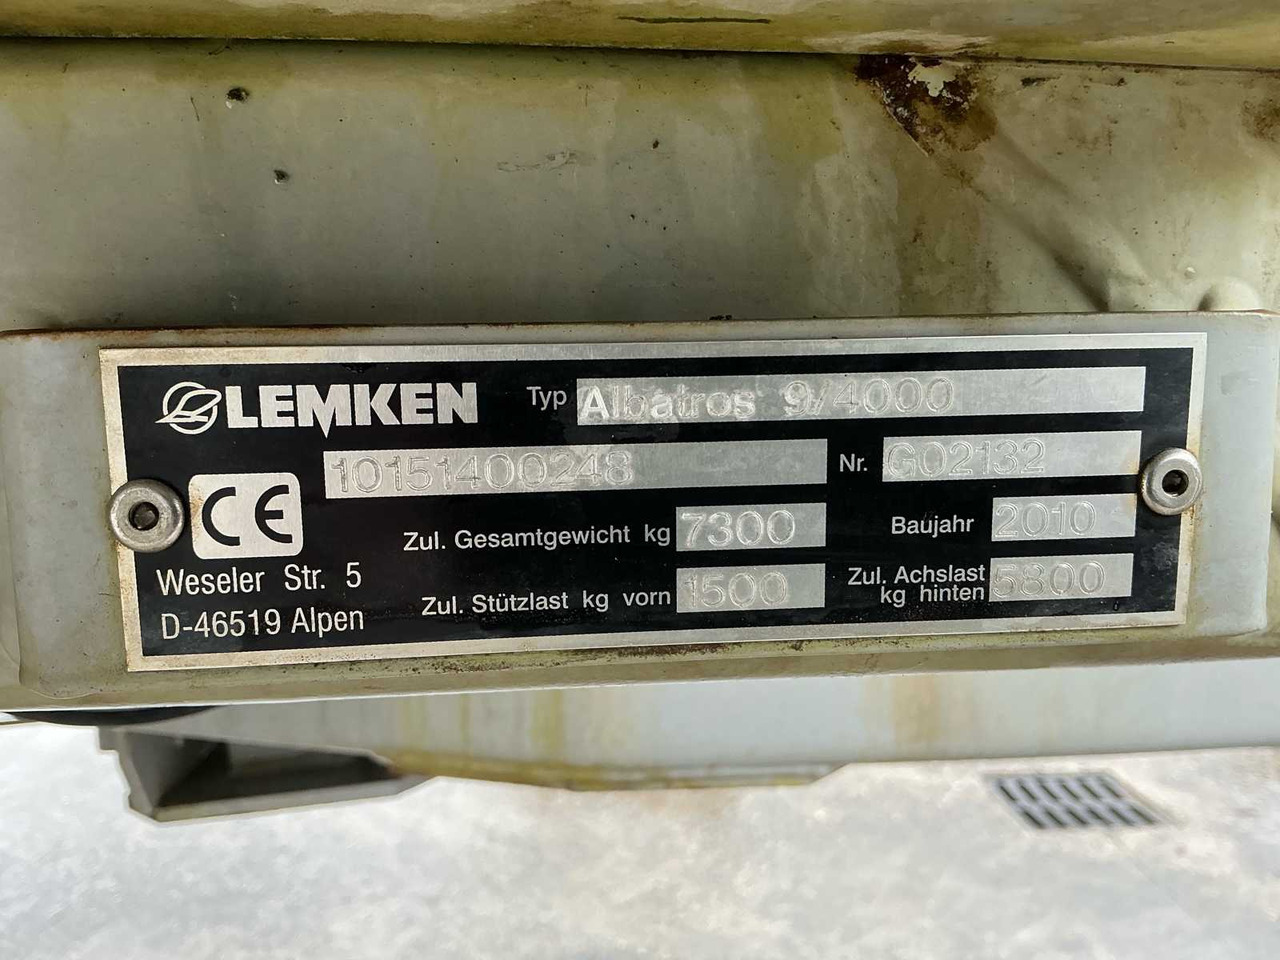 LEMKEN Typ Albatros 9/4000
10151400248 Nr. G02132
CE
Zul. Gesamtgewicht kg 7300 Baujahr 2010
Weseler Str. 5
D-46519 Alpen
Zul. Stützlast kg vorn 1500 Zul. Achslast kg hinten 5800